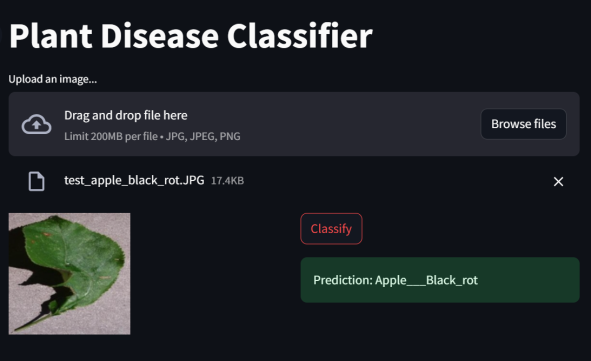 Plant Disease Classifier
Upload an image...
Drag and drop file here
Limit 200MB per file • JPG, JPEG, PNG
Browse files
test_apple_black_rot.JPG 17.4KB
Classify
Prediction: Apple___Black_rot